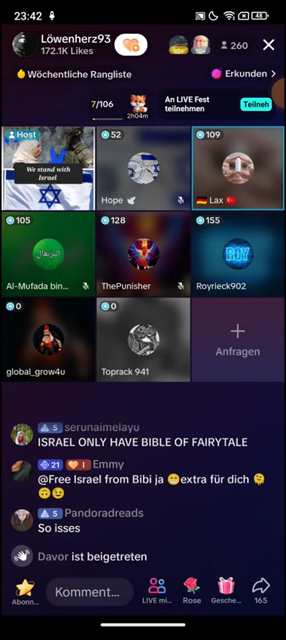 23:42
48
Löwenherz93
172.1K Likes
10+
260
Wöchentliche Rangliste
Erkunden >
7/106
2h04m
An LIVE Fest
teilnehmen
Teilneh
Host
We stand with
Israel
52
Hope
109
Lax
105
Al-Mufada bin...
128
ThePunisher
155
ROY
Royrieck902
0
global_grow4u
0
Toprack 941
+
Anfragen
5 serunaimelayu
ISRAEL ONLY HAVE BIBLE OF FAIRYTALE
21 I Emmy
@Free Israel from Bibi ja 😁extra für dich 🫠
🙃😉
5 Pandoradreads
So isses
Davor ist beigetreten
Abonn...
Komment...
LIVE mi...
Rose
Gesche...
165